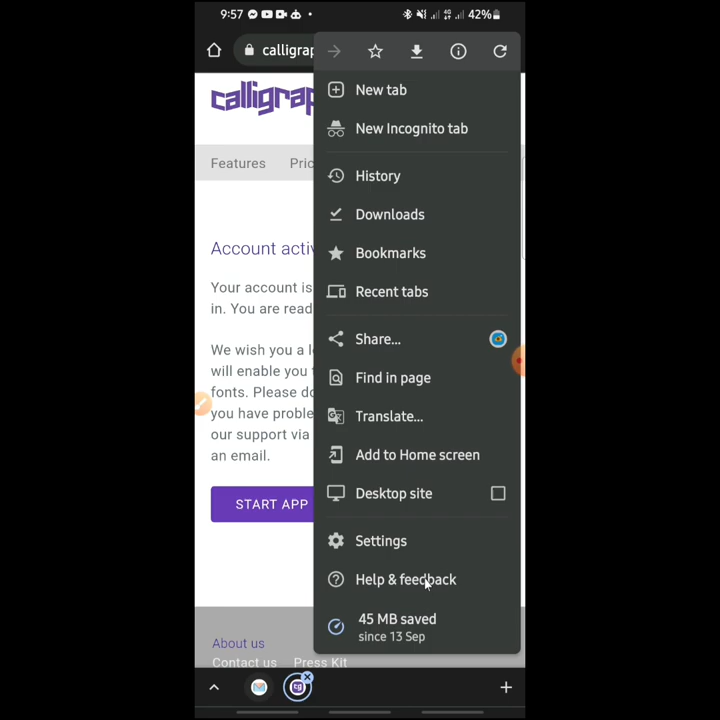 9:57
4G
42%
calligrap
New tab
New Incognito tab
calligrap
Features Pric
History
Downloads
Account activ
Bookmarks
Your account is
Recent tabs
in. You are read
Share...
We wish you a l
will enable you t
Find in page
fonts. Please do
you have proble
Translate...
our support via
an email.
Add to Home screen
Desktop site
START APP
Settings
Help & feedback
45 MB saved
since 13 Sep
About us
Contact us Press Kit
cg